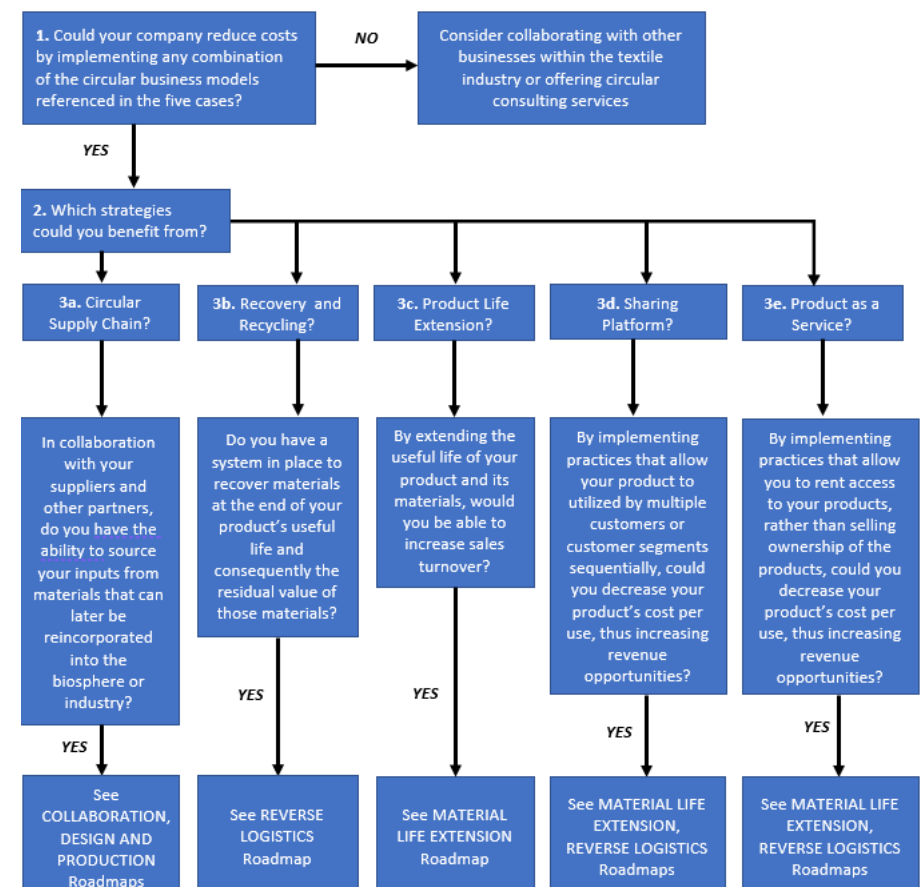 1. Could your company reduce costs
by implementing any combination
of the circular business models
referenced in the five cases?
NO
Consider collaborating with other
businesses within the textile
industry or offering circular
consulting services
YES
2. Which strategies
could you benefit from?
3a. Circular
Supply Chain?
3b. Recovery and
Recycling?
3c. Product Life
Extension?
3d. Sharing
Platform?
3e. Product as a
Service?
In collaboration
with your
suppliers and
other partners,
do you have the
ability to source
your inputs from
materials that can
later be
reincorporated
into the
biosphere or
industry?
Do you have a
system in place to
recover materials
at the end of your
product's useful
life and
consequently the
residual value of
those materials?
By extending the
useful life of your
product and its
materials, would
you be able to
increase sales
turnover?
By implementing
practices that allow
your product to
utilized by multiple
customers or
customer segments
sequentially, could
you decrease your
product's cost per
use, thus increasing
revenue
opportunities?
By implementing
practices that allow
you to rent access
to your products,
rather than selling
ownership of the
products, could you
decrease your
product's cost per
use, thus increasing
revenue
opportunities?
YES
YES
YES
YES
YES
See
COLLABORATION,
DESIGN AND
PRODUCTION
Roadmaps
See REVERSE
LOGISTICS
Roadmap
See MATERIAL
LIFE EXTENSION
Roadmap
See MATERIAL LIFE
EXTENSION,
REVERSE LOGISTICS
Roadmaps
See MATERIAL LIFE
EXTENSION,
REVERSE LOGISTICS
Roadmaps